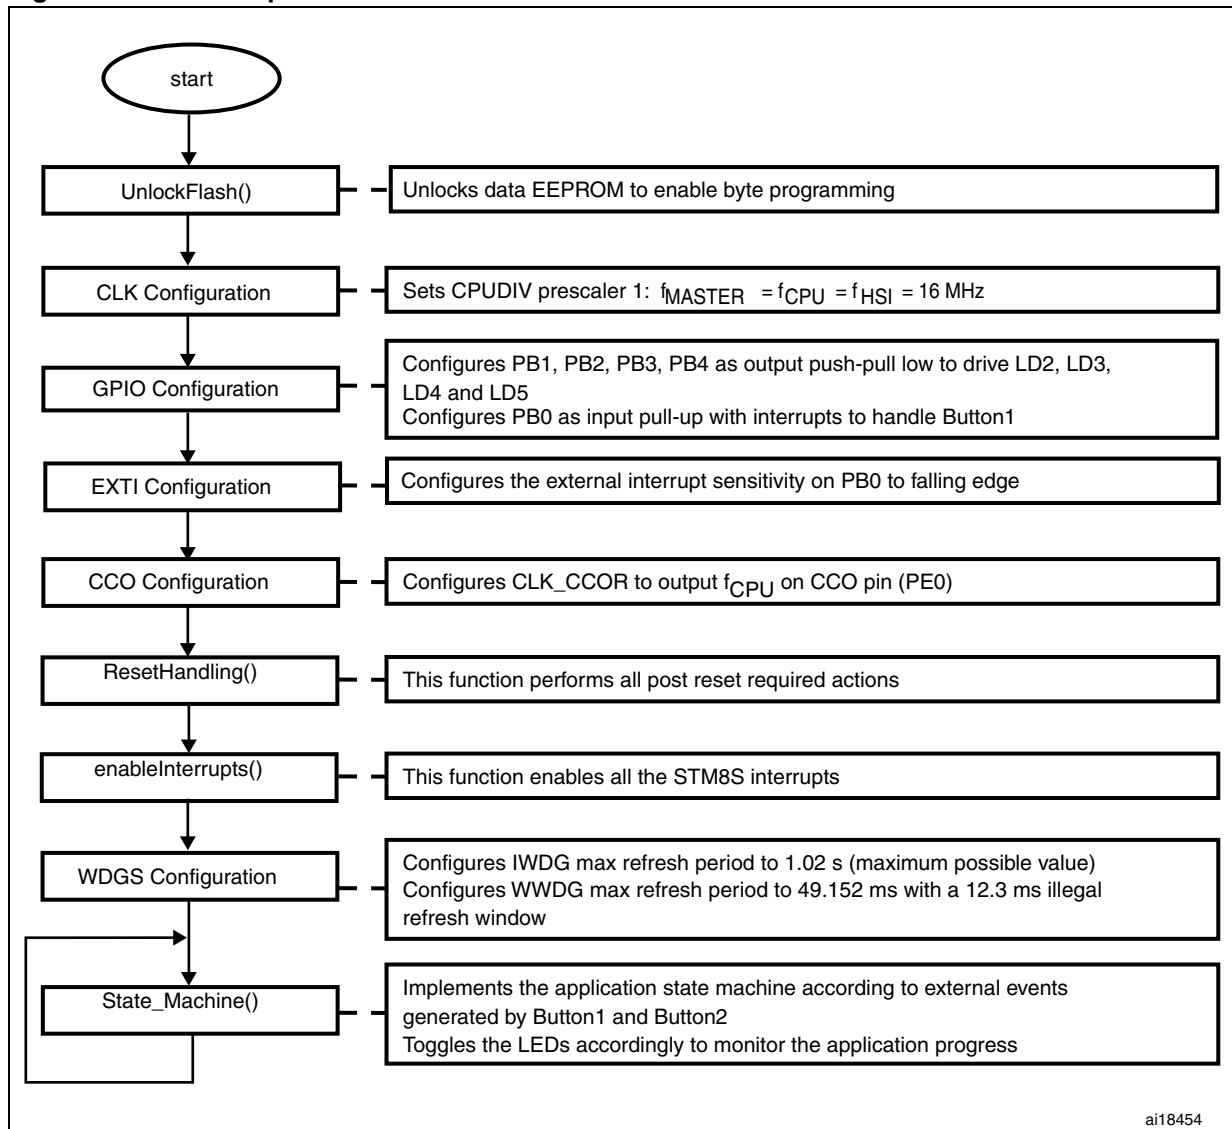 start
UnlockFlash()
Unlocks data EEPROM to enable byte programming
CLK Configuration
Sets CPUDIV prescaler 1: fMASTER = fCPU = fHSI = 16 MHz
GPIO Configuration
Configures PB1, PB2, PB3, PB4 as output push-pull low to drive LD2, LD3,
LD4 and LD5
Configures PB0 as input pull-up with interrupts to handle Button1
EXTI Configuration
Configures the external interrupt sensitivity on PB0 to falling edge
CCO Configuration
Configures CLK_CCOR to output fCPU on CCO pin (PE0)
ResetHandling()
This function performs all post reset required actions
enableInterrupts()
This function enables all the STM8S interrupts
WDGS Configuration
Configures IWDG max refresh period to 1.02 s (maximum possible value)
Configures WWDG max refresh period to 49.152 ms with a 12.3 ms illegal
refresh window
State_Machine()
Implements the application state machine according to external events
generated by Button1 and Button2
Toggles the LEDs accordingly to monitor the application progress
ai18454